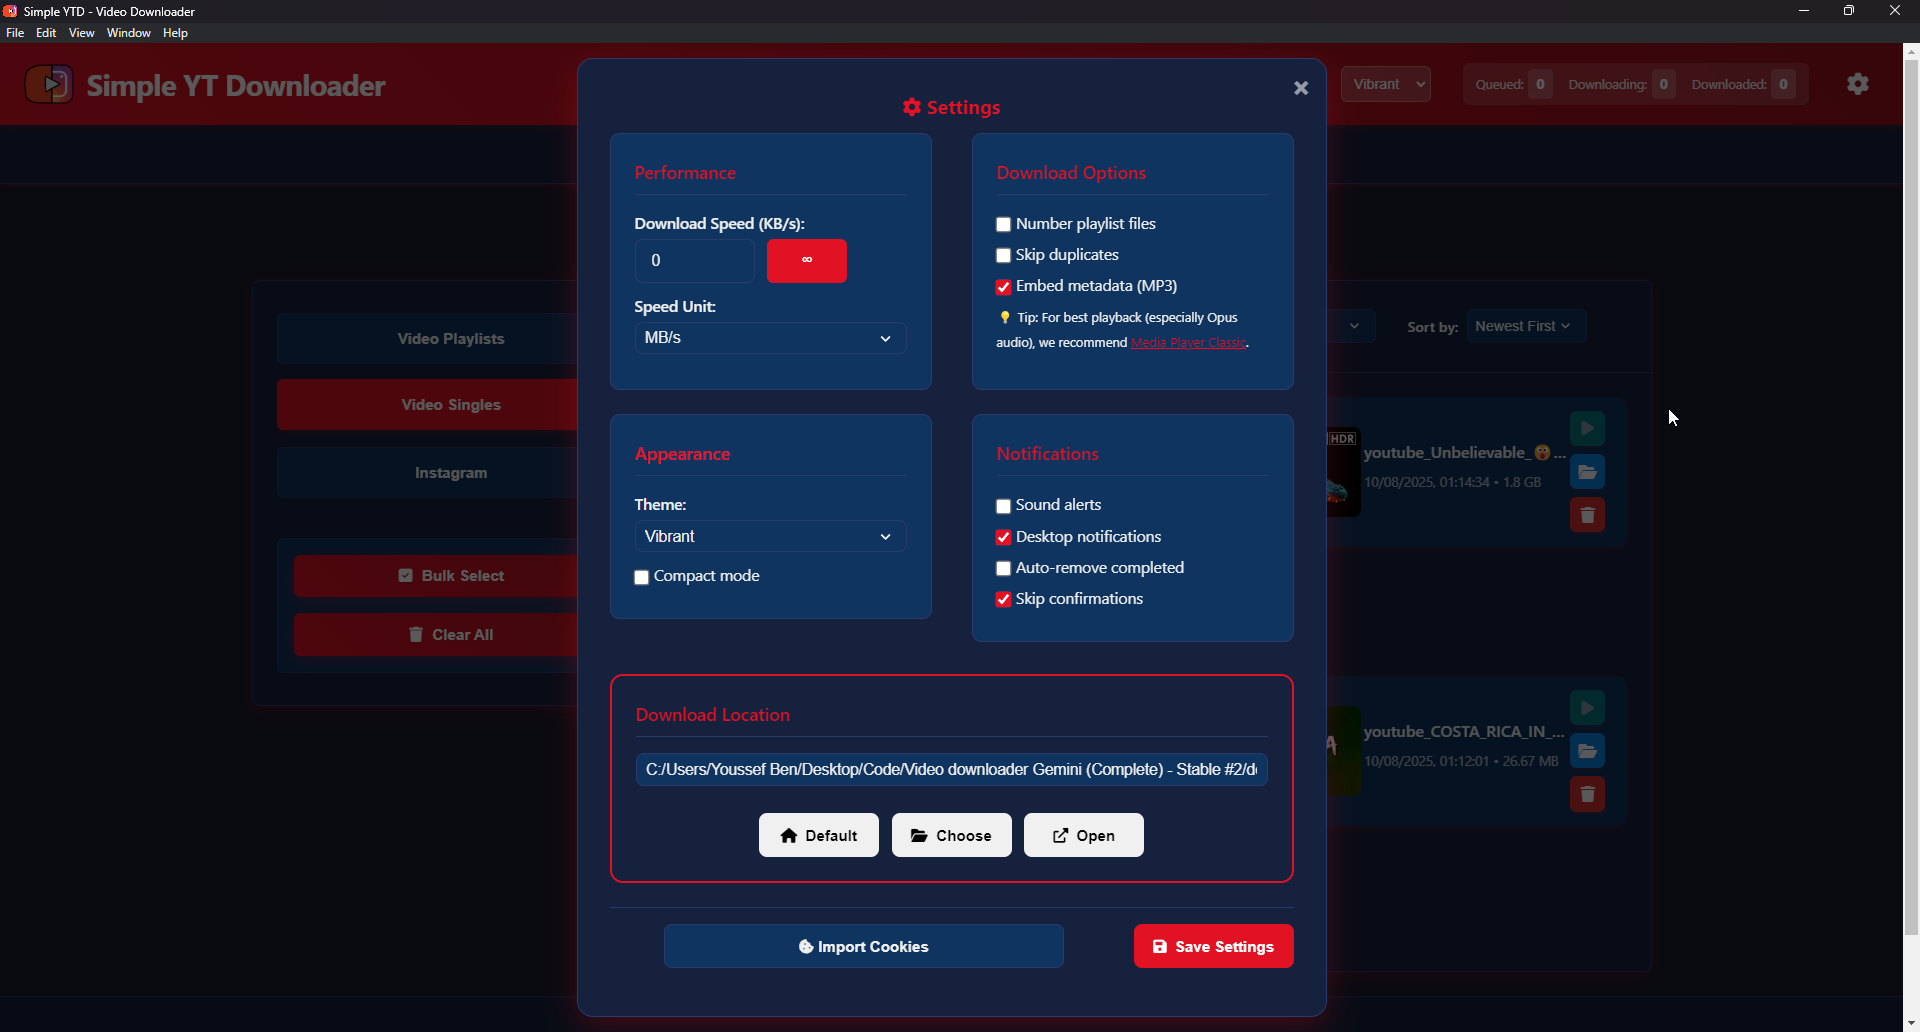 Simple YTD - Video Downloader
File Edit View Window Help
Simple YT Downloader
Vibrant
Queued: 0 Downloading: 0 Downloaded: 0
Settings
Performance
Download Speed (KB/s):
0
∞
Speed Unit:
MB/s
Download Options
Number playlist files
Skip duplicates
Embed metadata (MP3)
💡 Tip: For best playback (especially Opus
audio), we recommend Media Player Classic.
Appearance
Theme:
Vibrant
Compact mode
Notifications
Sound alerts
Desktop notifications
Auto-remove completed
Skip confirmations
Download Location
C:/Users/Youssef Ben/Desktop/Code/Video downloader Gemini (Complete) - Stable #2/d
Default
Choose
Open
Import Cookies
Save Settings
Video Playlists
Video Singles
Instagram
Bulk Select
Clear All
Sort by: Newest First
HDR
youtube_Unbelievable_😲...
10/08/2025, 01:14:34 • 1.8 GB
A
youtube_COSTA_RICA_IN_...
10/08/2025, 01:12:01 • 26.67 MB